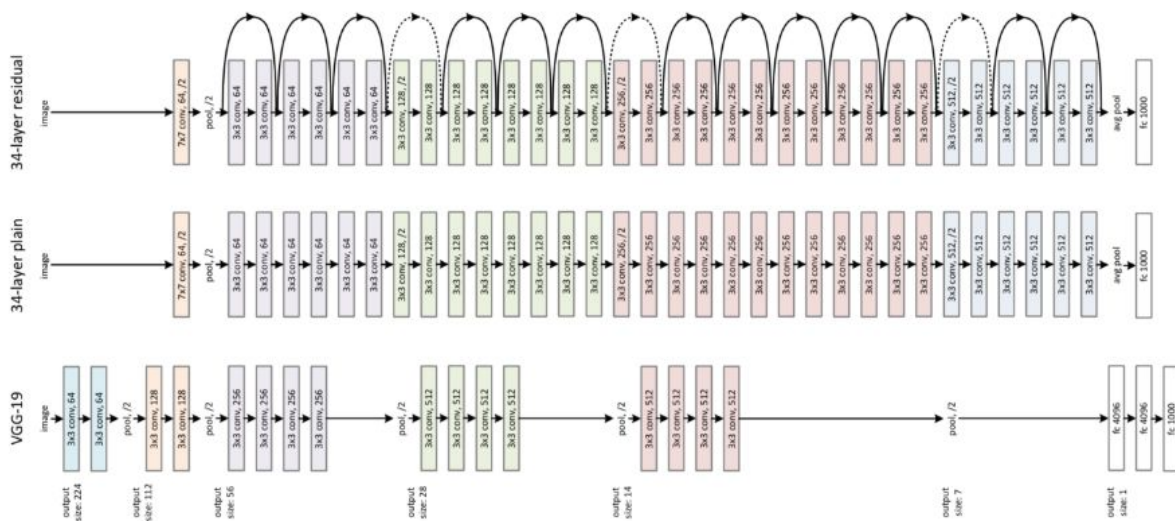 output
size: 224
output
size: 112
output
size: 56
output
size: 28
output
size: 14
output
size: 7
output
size: 1
VGG-19
image
3x3 conv, 64
3x3 conv, 64
pool, /2
3x3 conv, 128
3x3 conv, 128
pool, /2
3x3 conv, 256
3x3 conv, 256
3x3 conv, 256
3x3 conv, 256
pool, /2
3x3 conv, 512
3x3 conv, 512
3x3 conv, 512
3x3 conv, 512
pool, /2
3x3 conv, 512
3x3 conv, 512
3x3 conv, 512
3x3 conv, 512
pool, /2
fc 4096
fc 4096
fc 1000
34-layer plain
image
7x7 conv, 64, /2
pool, /2
3x3 conv, 64
3x3 conv, 64
3x3 conv, 64
3x3 conv, 64
3x3 conv, 64
3x3 conv, 64
3x3 conv, 128, /2
3x3 conv, 128
3x3 conv, 128
3x3 conv, 128
3x3 conv, 128
3x3 conv, 128
3x3 conv, 128
3x3 conv, 128
3x3 conv, 256, /2
3x3 conv, 256
3x3 conv, 256
3x3 conv, 256
3x3 conv, 256
3x3 conv, 256
3x3 conv, 256
3x3 conv, 256
3x3 conv, 256
3x3 conv, 256
3x3 conv, 256
3x3 conv, 256
3x3 conv, 512, /2
3x3 conv, 512
3x3 conv, 512
3x3 conv, 512
3x3 conv, 512
3x3 conv, 512
avg pool
fc 1000
34-layer residual
image
7x7 conv, 64, /2
pool, /2
3x3 conv, 64
3x3 conv, 64
3x3 conv, 64
3x3 conv, 64
3x3 conv, 64
3x3 conv, 64
3x3 conv, 128, /2
3x3 conv, 128
3x3 conv, 128
3x3 conv, 128
3x3 conv, 128
3x3 conv, 128
3x3 conv, 128
3x3 conv, 128
3x3 conv, 256, /2
3x3 conv, 256
3x3 conv, 256
3x3 conv, 256
3x3 conv, 256
3x3 conv, 256
3x3 conv, 256
3x3 conv, 256
3x3 conv, 256
3x3 conv, 256
3x3 conv, 256
3x3 conv, 256
3x3 conv, 512, /2
3x3 conv, 512
3x3 conv, 512
3x3 conv, 512
3x3 conv, 512
3x3 conv, 512
avg pool
fc 1000